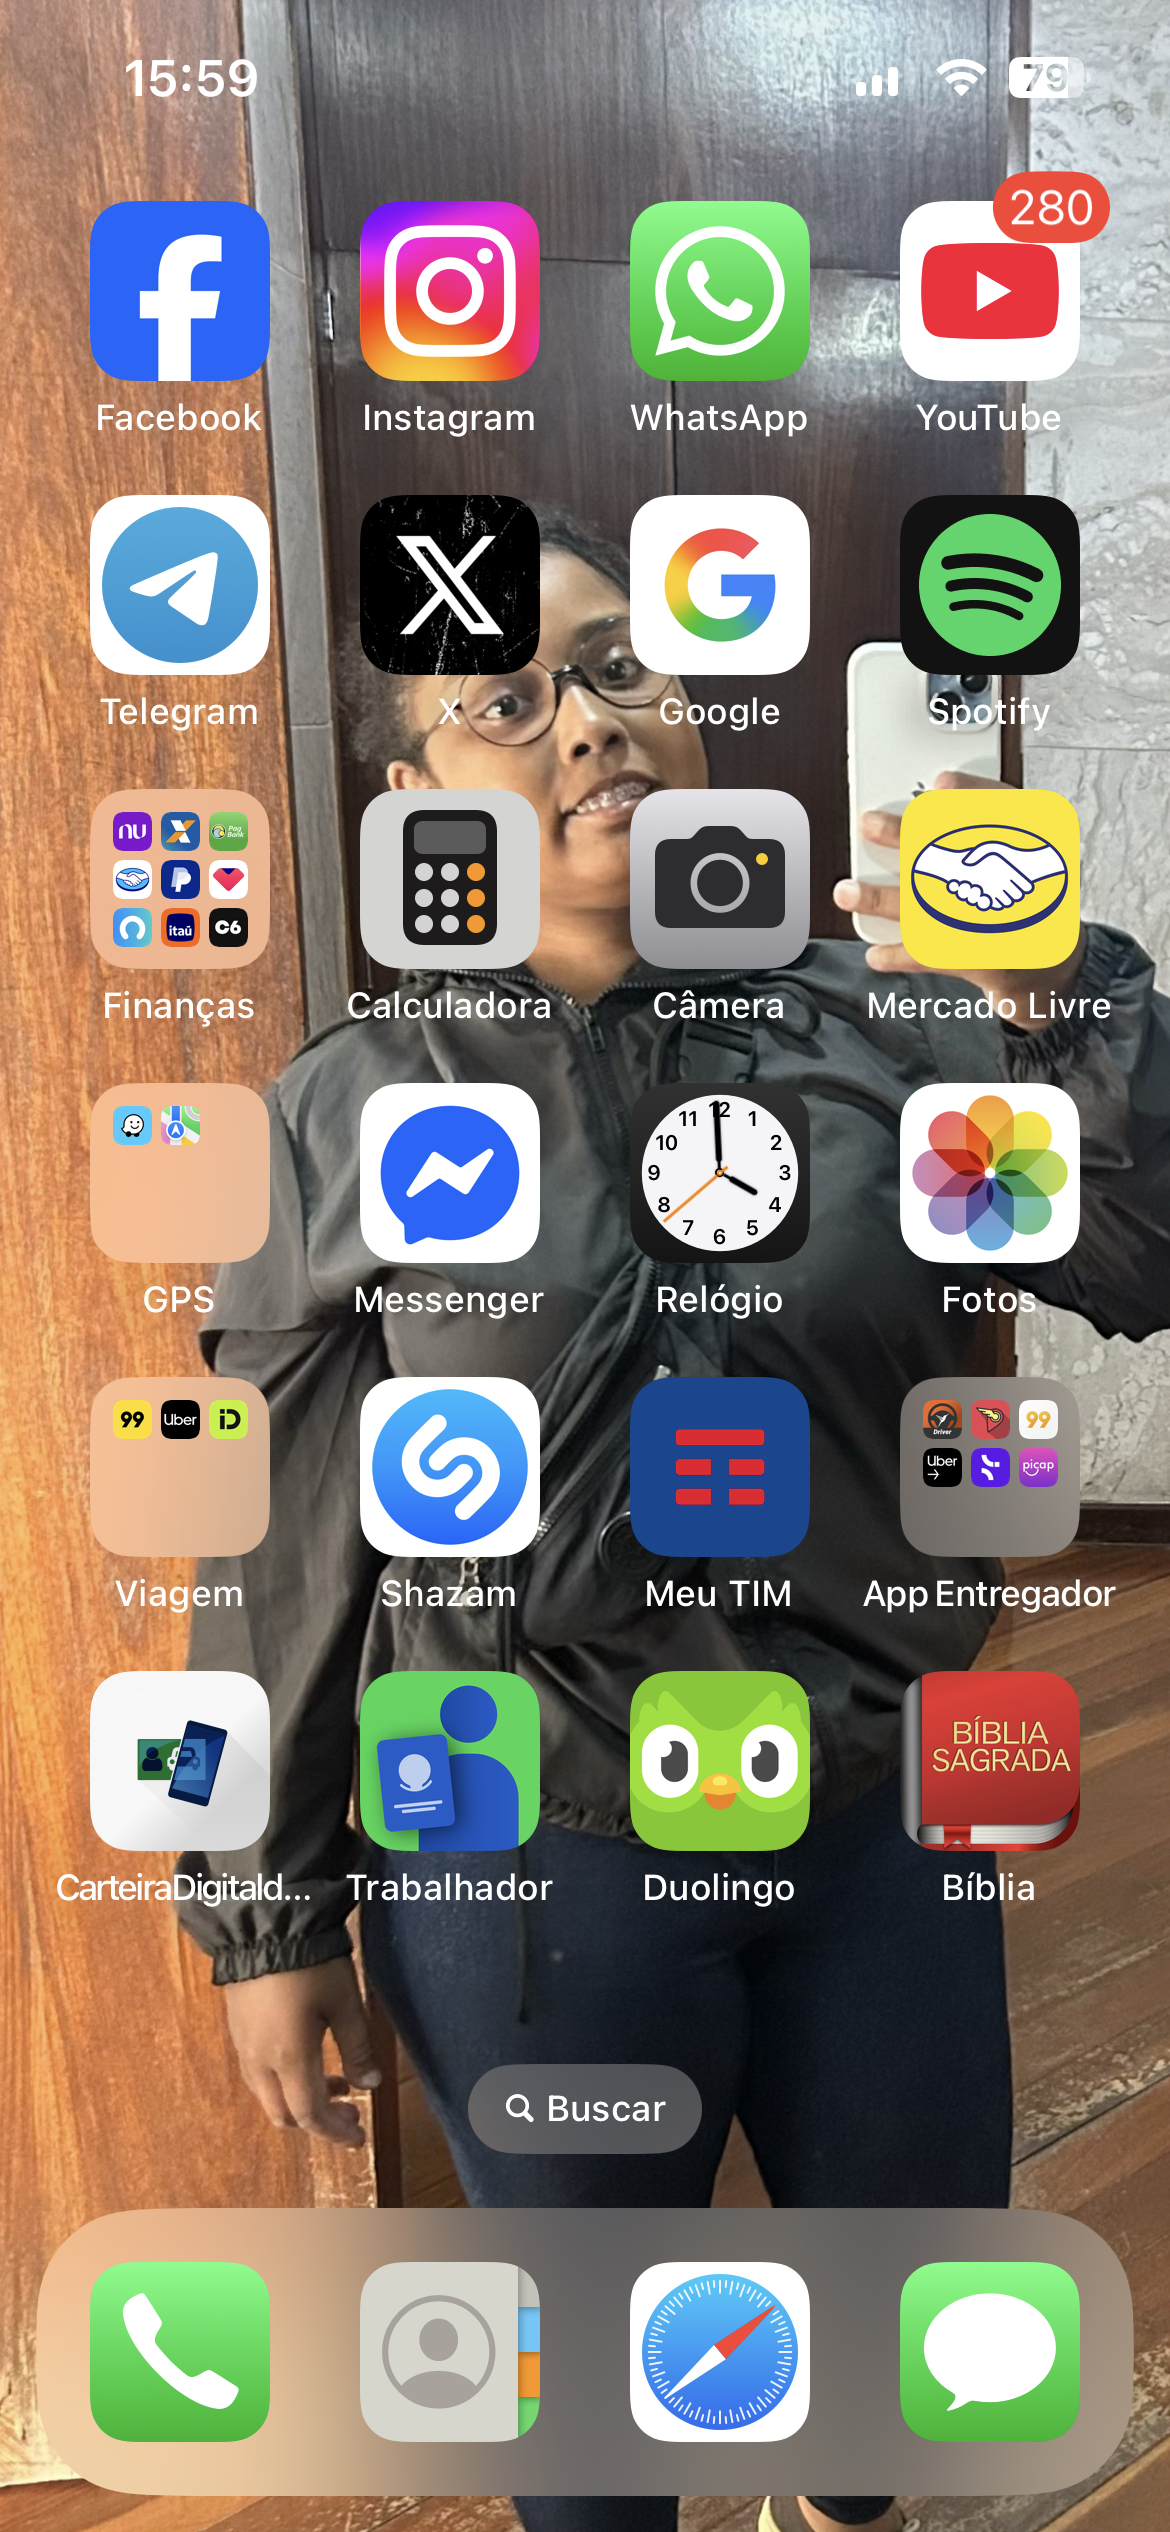 15:59
79
280
Facebook
Instagram
WhatsApp
YouTube
Telegram
X
Google
Spotify
nu
Pag
Bank
itaú
C6
Finanças
Calculadora
Câmera
Mercado Livre
12
1
2
3
4
5
6
7
8
9
10
11
GPS
Messenger
Relógio
Fotos
99
Uber
iD
Driver
99
Uber
picap
Viagem
Shazam
Meu TIM
App Entregador
BÍBLIA
SAGRADA
CarteiraDigitald...
Trabalhador
Duolingo
Bíblia
Buscar